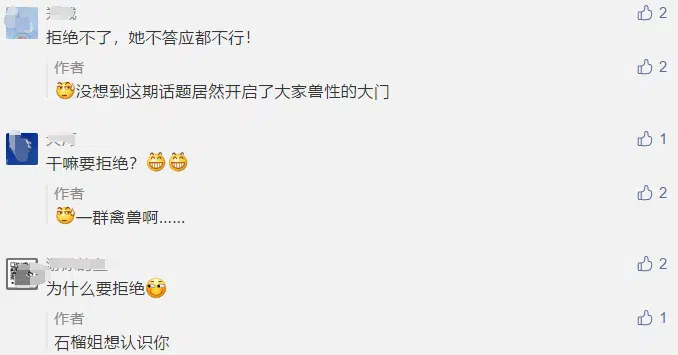 2
拒绝不了，她不答应都不行！
作者
2
没想到这期话题居然开启了大家兽性的大门
1
干嘛要拒绝？
作者
2
一群禽兽啊......
2
为什么要拒绝
作者
1
石榴姐想认识你